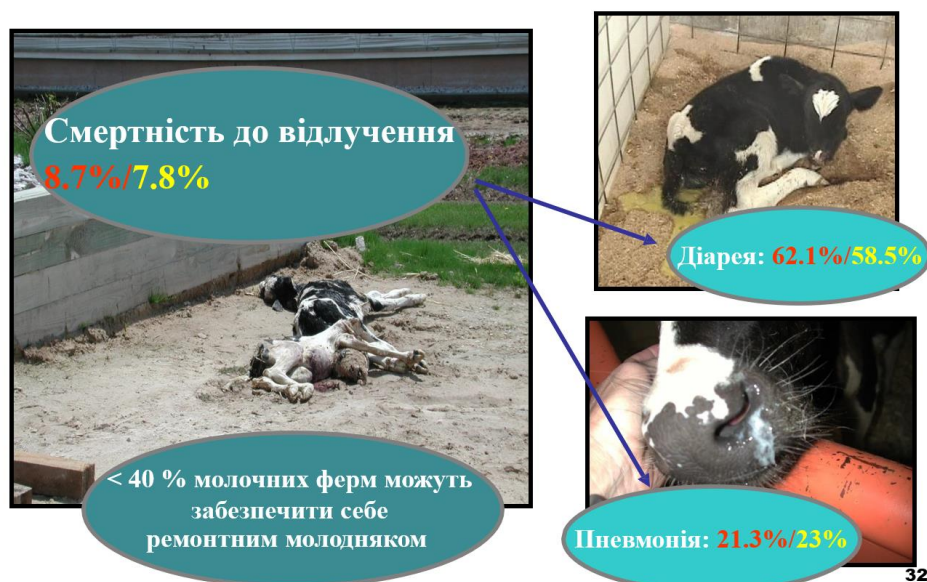 Смертність до відлучення
8.7%/7.8%
Діарея: 62.1%/58.5%
Пневмонія: 21.3%/23%
< 40 % молочних ферм можуть
забезпечити себе
ремонтним молодняком
32